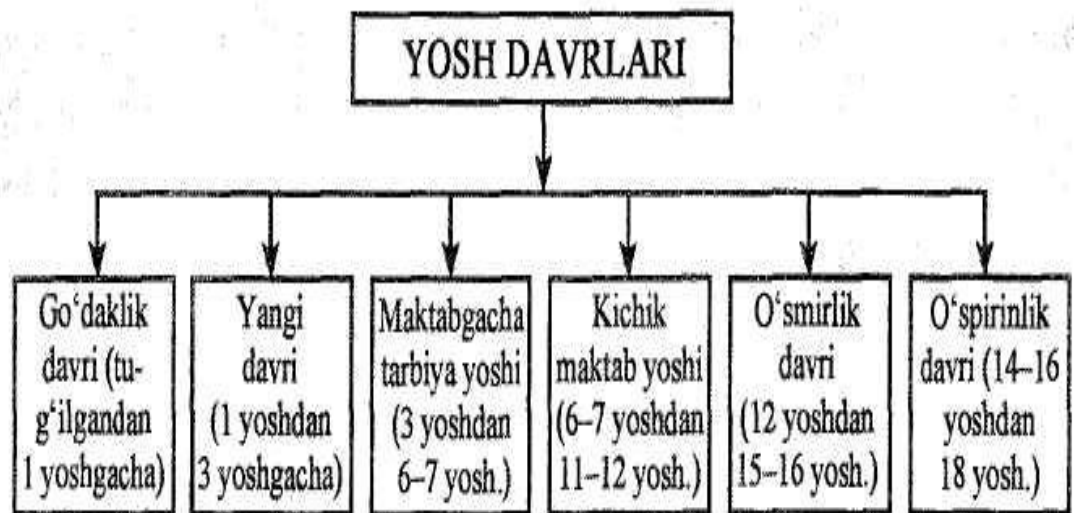 YOSH DAVRLARI
Go‘daklik
davri (tu-
g‘ilgandan
1 yoshgacha)
Yangi
davri
(1 yoshdan
3 yoshgacha)
Maktabgacha
tarbiya yoshi
(3 yoshdan
6–7 yosh.)
Kichik
maktab yoshi
(6–7 yoshdan
11–12 yosh.)
O‘smirlik
davri
(12 yoshdan
15–16 yosh.)
O‘spirinlik
davri (14–16
yoshdan
18 yosh.)